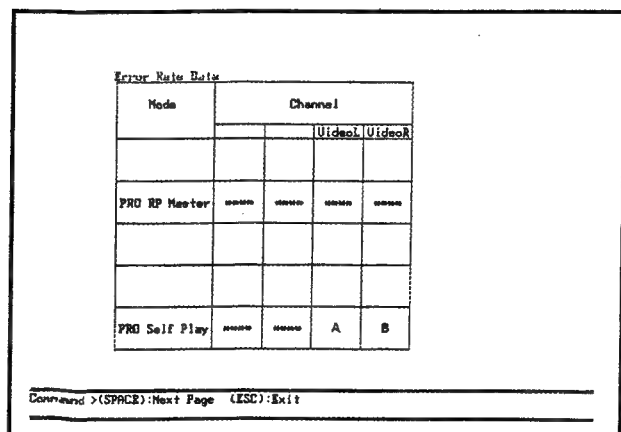 Error Rate Data
Mode Channel
VideoL VideoR
PRO RP Master **** **** **** ****
PRO Self Play **** **** A B
Command >(SPACE):Next Page (ESC):Exit